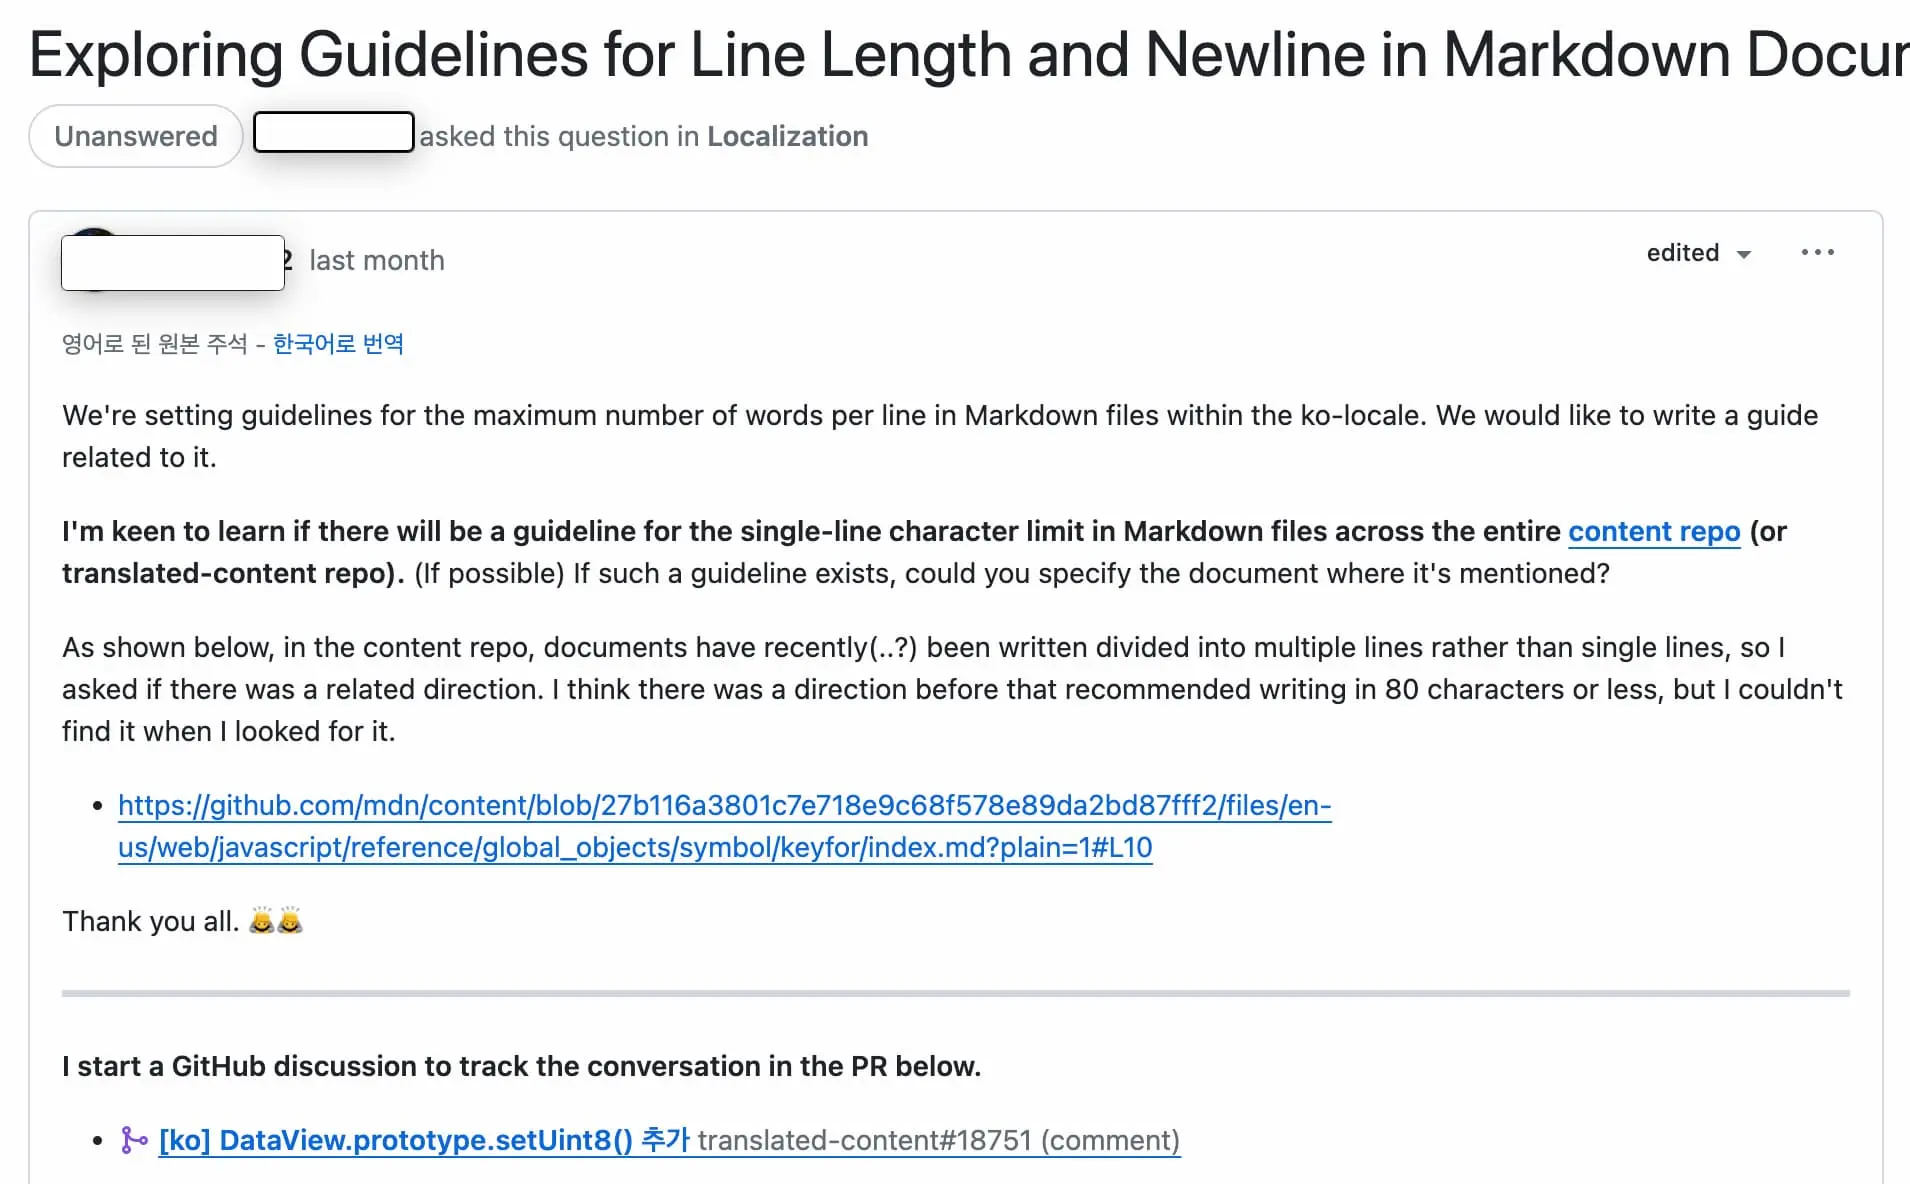 Exploring Guidelines for Line Length and Newline in Markdown
Unanswered asked this question in Localization
last month edited
영어로 된 원본 주석 - 한국어로 번역
We're setting guidelines for the maximum number of words per line in Markdown files within the ko-locale. We would like to write a guide
related to it.
I'm keen to learn if there will be a guideline for the single-line character limit in Markdown files across the entire content repo (or
translated-content repo). (If possible) If such a guideline exists, could you specify the document where it's mentioned?
As shown below, in the content repo, documents have recently(..?) been written divided into multiple lines rather than single lines, so I
asked if there was a related direction. I think there was a direction before that recommended writing in 80 characters or less, but I couldn't
find it when I looked for it.
https://github.com/mdn/content/blob/27b116a3801c7e718e9c68f578e89da2bd87fff2/files/en-
us/web/javascript/reference/global_objects/symbol/keyfor/index.md?plain=1#L10
Thank you all. 🙇🙇
I start a GitHub discussion to track the conversation in the PR below.
[ko] DataView.prototype.setUint8() 추가 translated-content#18751 (comment)